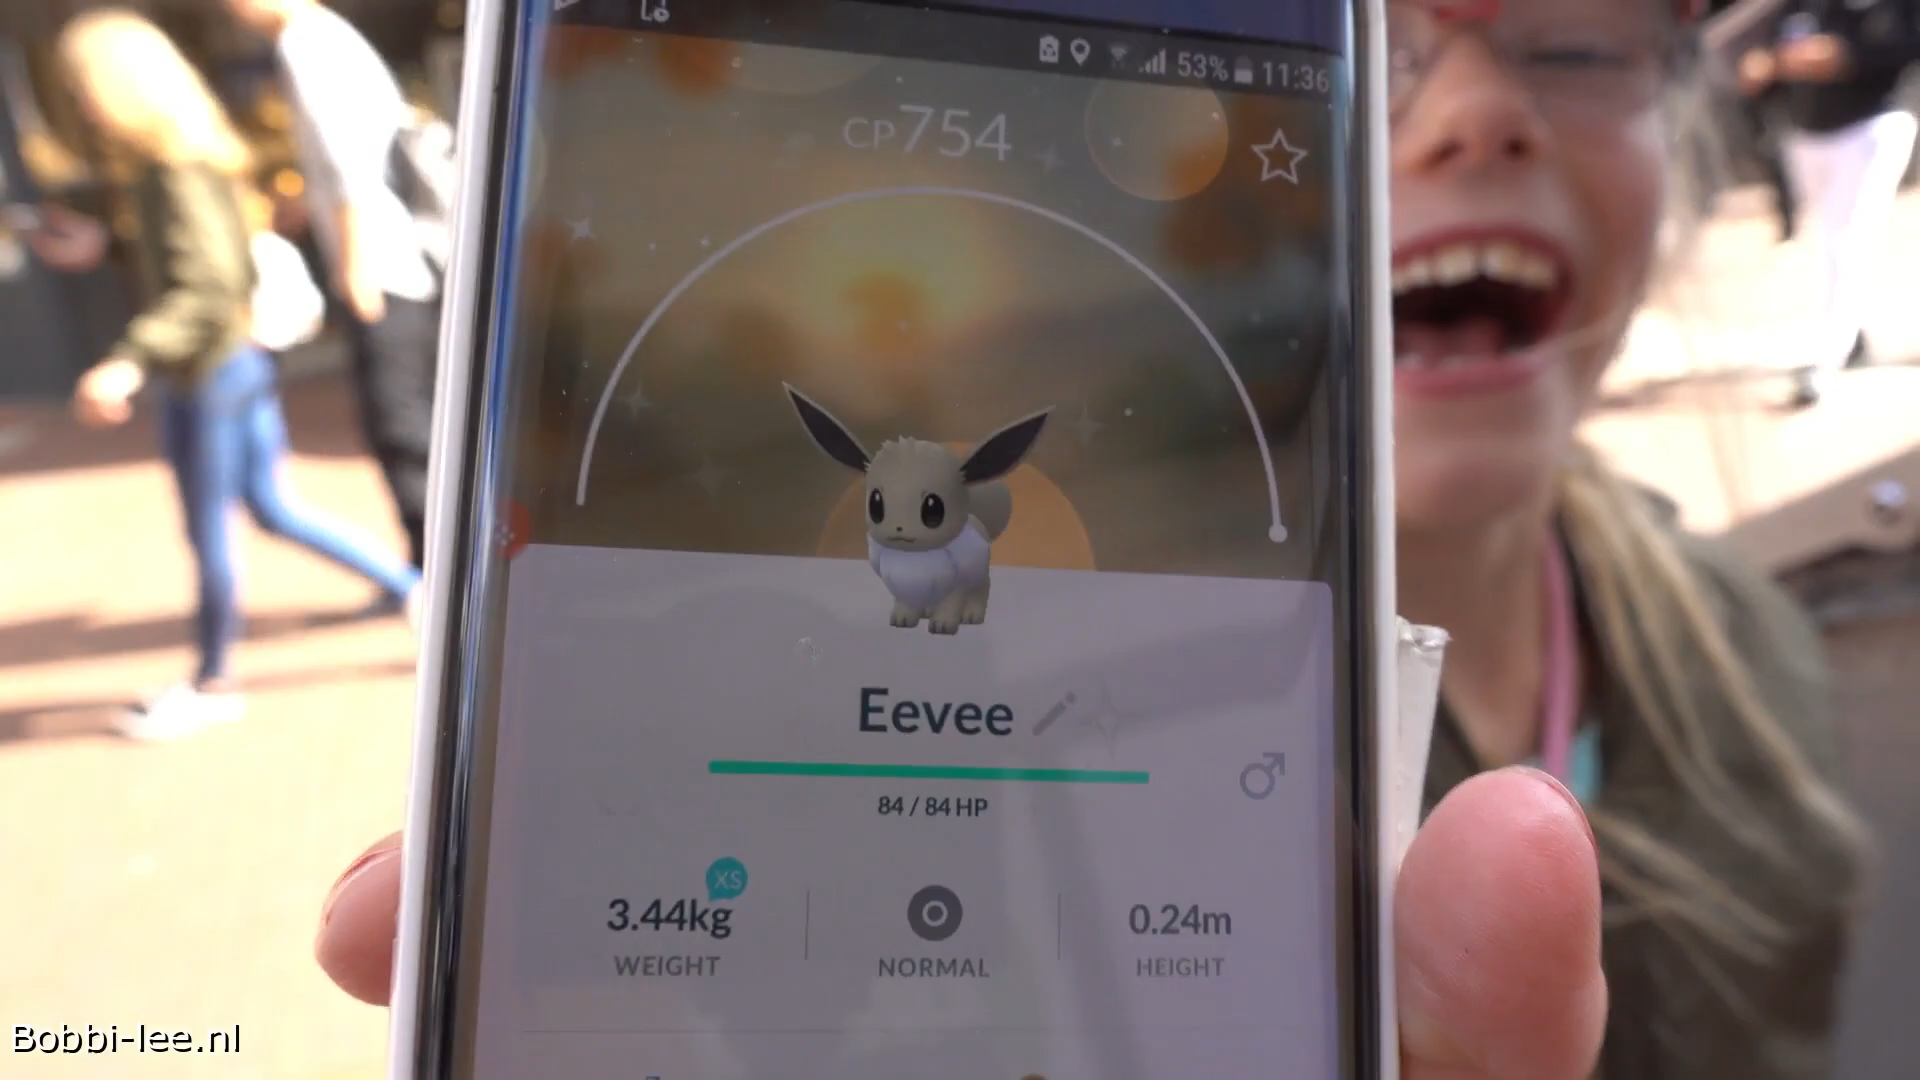 53% 11:36
CP754
Eevee
84 / 84 HP
XS
3.44kg
WEIGHT
NORMAL
0.24m
HEIGHT
Bobbi-lee.nl